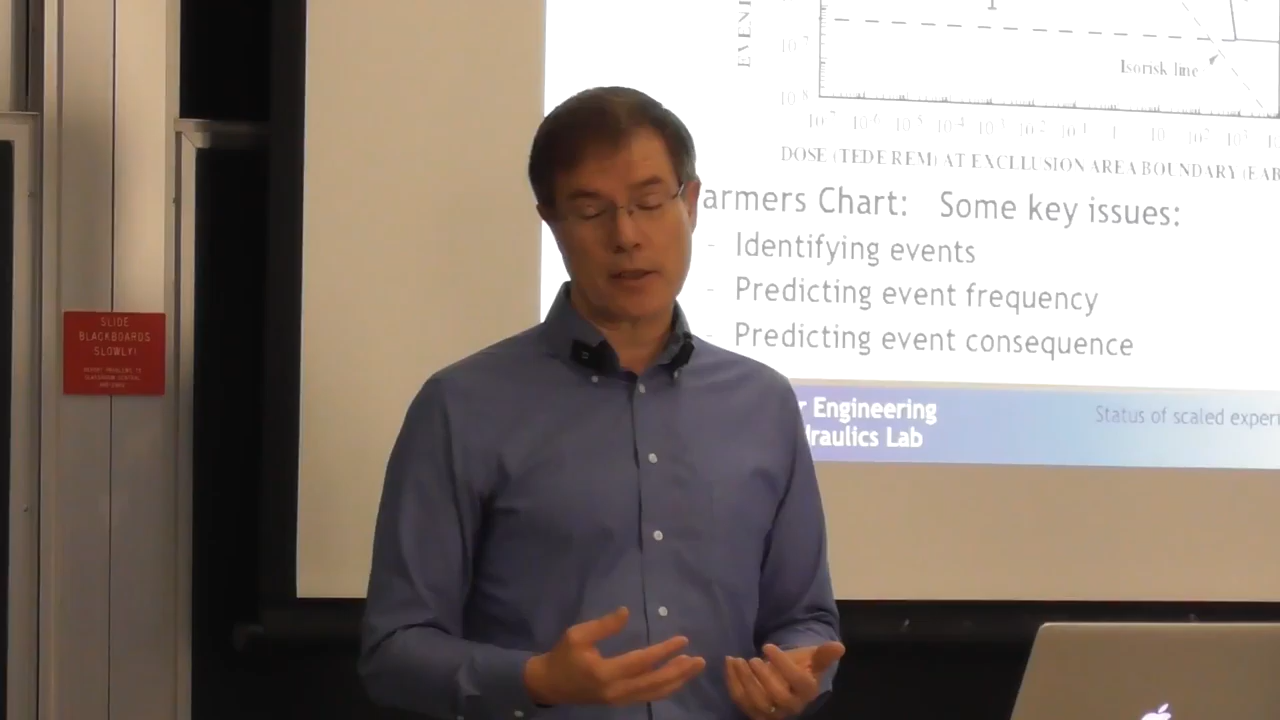 SLIDE
BLACKBOARDS
SLOWLY!
EVEN
10-7
Isorisk line
10-8
10-7 10-6 10-5 10-4 10-3 10-2 10-1 1 10 102 103
DOSE (TEDE REM) AT EXCLUSION AREA BOUNDARY (EAB
armers Chart: Some key issues:
- Identifying events
- Predicting event frequency
- Predicting event consequence
r Engineering
draulics Lab
Status of scaled experi